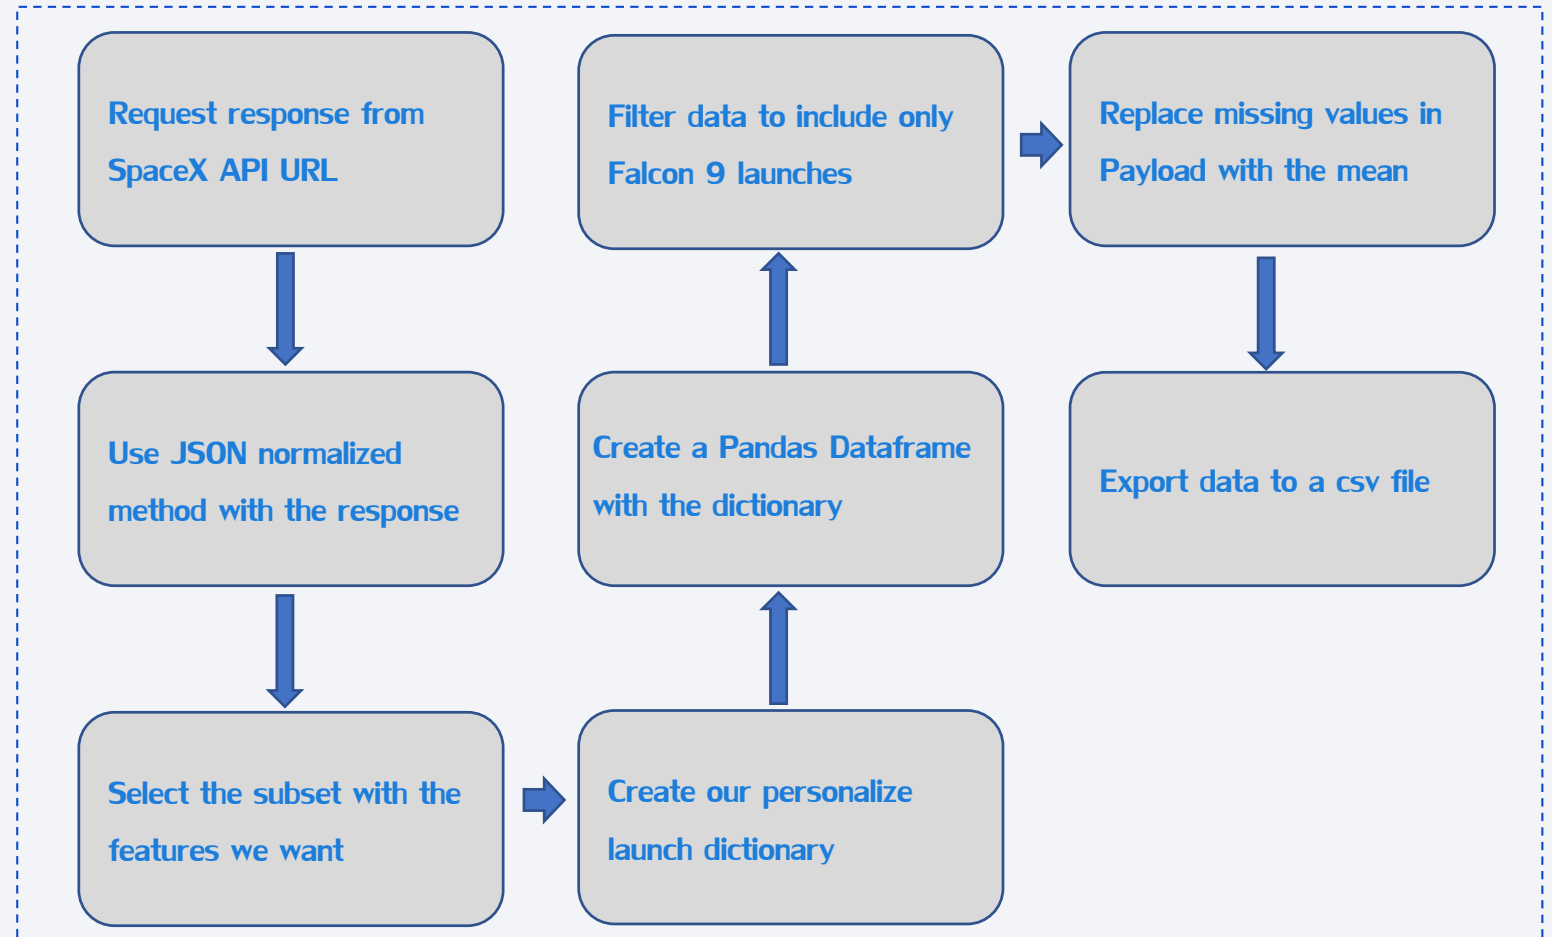 Request response from
SpaceX API URL
Use JSON normalized
method with the response
Select the subset with the
features we want
Create our personalize
launch dictionary
Create a Pandas Dataframe
with the dictionary
Filter data to include only
Falcon 9 launches
Replace missing values in
Payload with the mean
Export data to a csv file